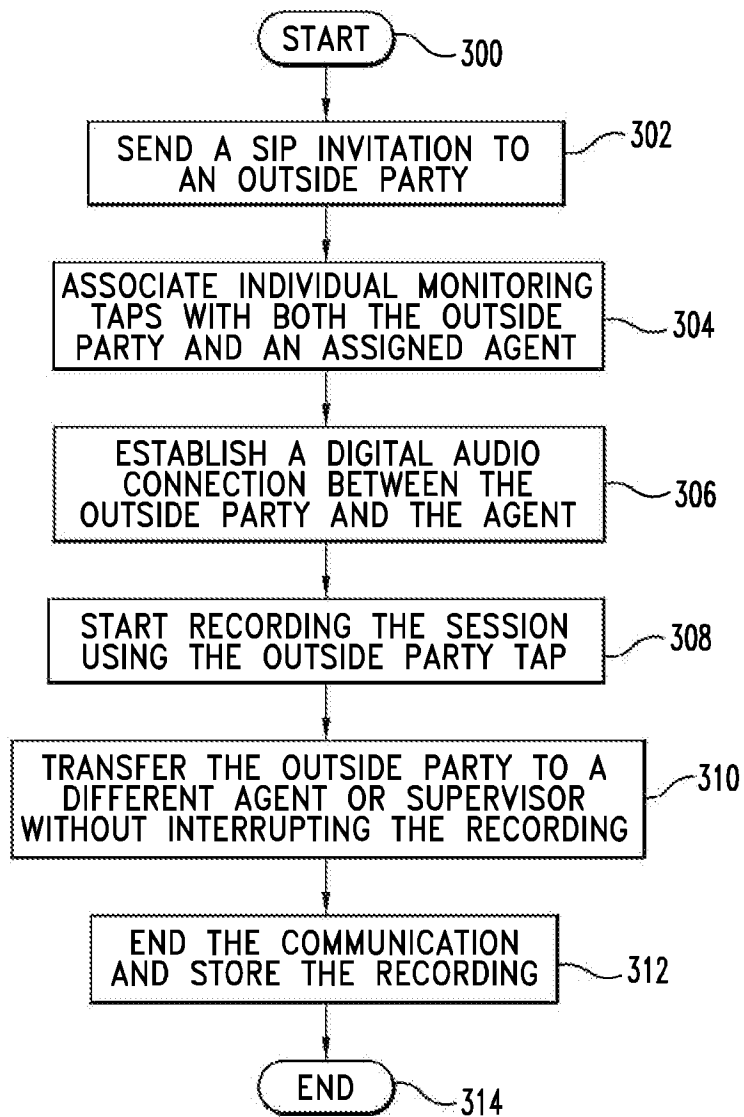 START
300
SEND A SIP INVITATION TO
AN OUTSIDE PARTY
302
ASSOCIATE INDIVIDUAL MONITORING
TAPS WITH BOTH THE OUTSIDE
PARTY AND AN ASSIGNED AGENT
304
ESTABLISH A DIGITAL AUDIO
CONNECTION BETWEEN THE
OUTSIDE PARTY AND THE AGENT
306
START RECORDING THE SESSION
USING THE OUTSIDE PARTY TAP
308
TRANSFER THE OUTSIDE PARTY TO A
DIFFERENT AGENT OR SUPERVISOR
WITHOUT INTERRUPTING THE RECORDING
310
END THE COMMUNICATION
AND STORE THE RECORDING
312
END
314